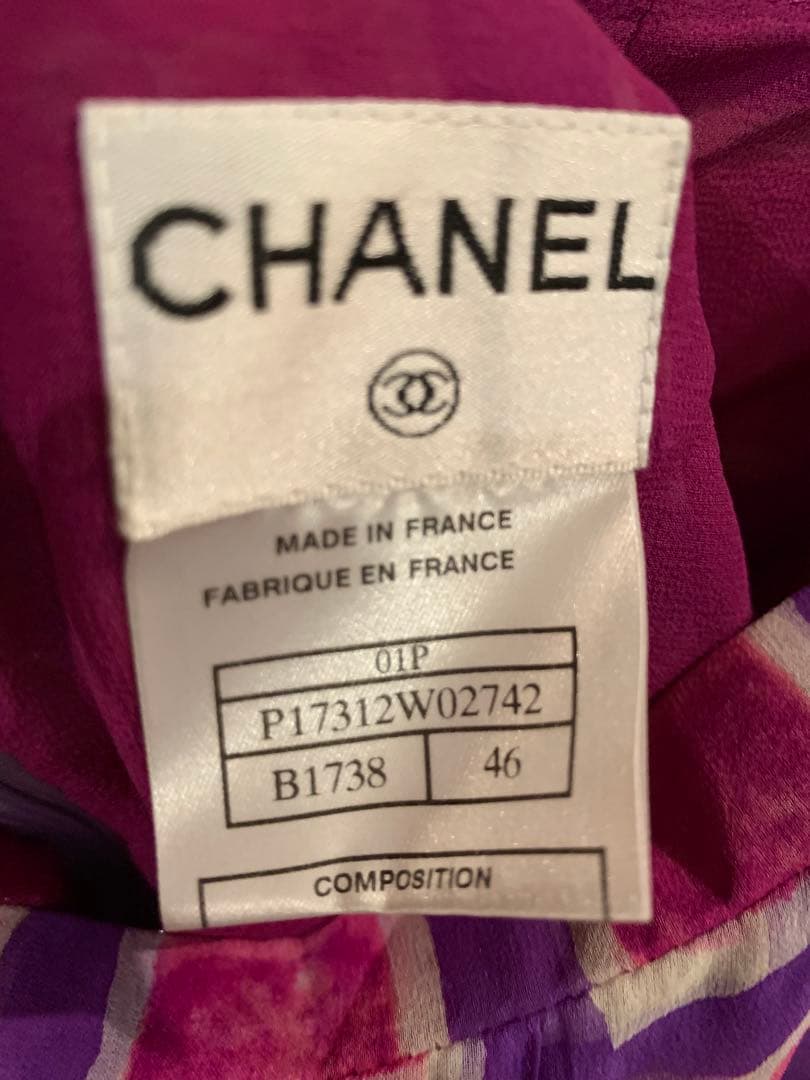 CHANEL
MADE IN FRANCE
FABRIQUE EN FRANCE
01P
P17312W02742
B1738 46
COMPOSITION